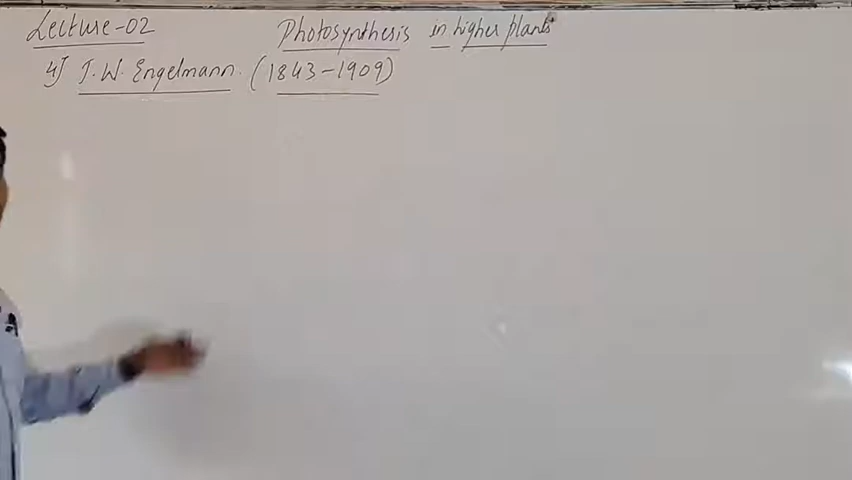 Lecture-02 Photosynthesis in higher plants
4] T.W. Engelmann. (1843-1909)